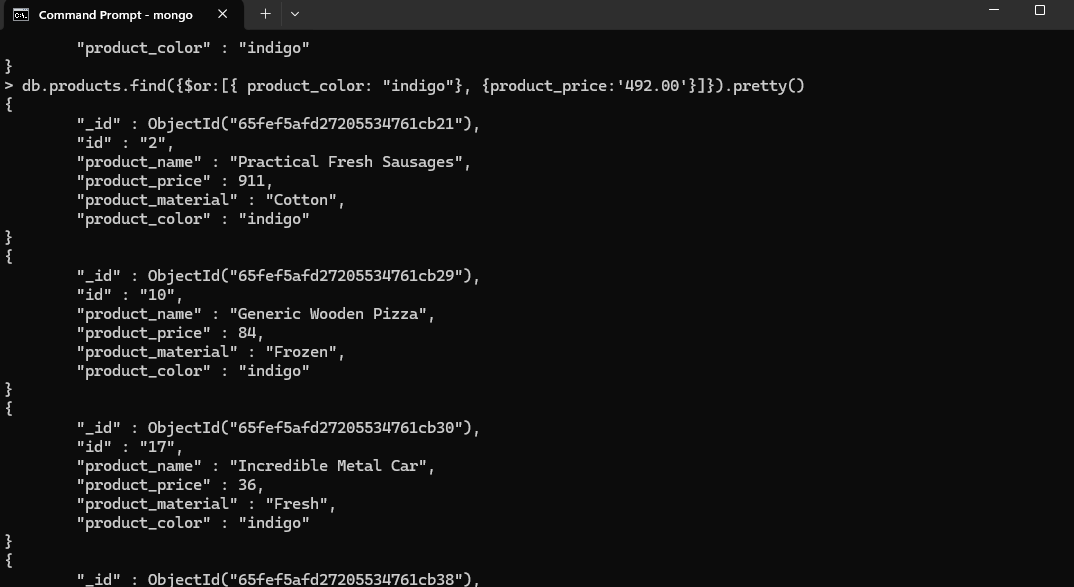 Command Prompt - mongo
"product_color" : "indigo"
}
> db.products.find({$or:[{ product_color: "indigo"}, {product_price:'492.00'}]}).pretty()
{
"_id" : ObjectId("65fef5afd27205534761cb21"),
"id" : "2",
"product_name" : "Practical Fresh Sausages",
"product_price" : 911,
"product_material" : "Cotton",
"product_color" : "indigo"
}
{
"_id" : ObjectId("65fef5afd27205534761cb29"),
"id" : "10",
"product_name" : "Generic Wooden Pizza",
"product_price" : 84,
"product_material" : "Frozen",
"product_color" : "indigo"
}
{
"_id" : ObjectId("65fef5afd27205534761cb30"),
"id" : "17",
"product_name" : "Incredible Metal Car",
"product_price" : 36,
"product_material" : "Fresh",
"product_color" : "indigo"
}
{
"_id" : ObjectId("65fef5afd27205534761cb38"),